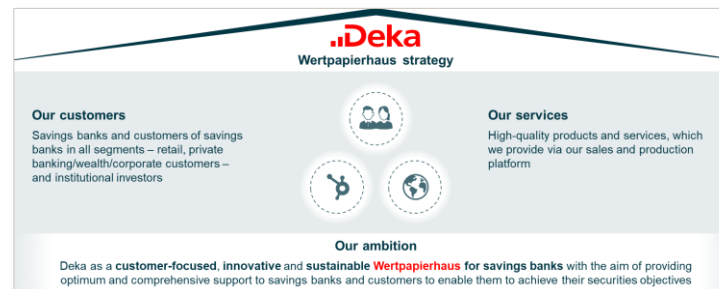 Deka
Wertpapierhaus strategy
Our customers
Savings banks and customers of savings
banks in all segments – retail, private
banking/wealth/corporate customers –
and institutional investors
Our services
High-quality products and services, which
we provide via our sales and production
platform
Our ambition
Deka as a customer-focused, innovative and sustainable Wertpapierhaus for savings banks with the aim of providing
optimum and comprehensive support to savings banks and customers to enable them to achieve their securities objectives